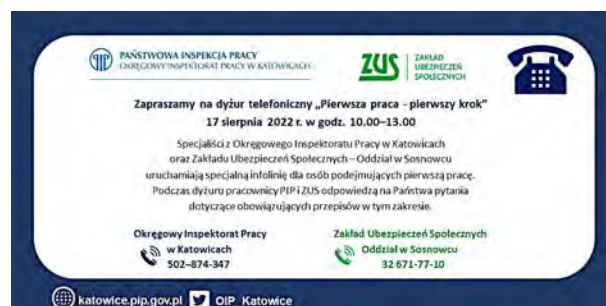 PAŃSTWOWA INSPEKCJA PRACY
OKRĘGOWY INSPEKTORAT PRACY W KATOWICACH
ZUS
ZAKŁAD
UBEZPIECZEŃ
SPOŁECZNYCH
Zapraszamy na dyżur telefoniczny „Pierwsza praca - pierwszy krok"
17 sierpnia 2022 r. w godz. 10.00–13.00
Specjaliści z Okręgowego Inspektoratu Pracy w Katowicach
oraz Zakładu Ubezpieczeń Społecznych – Oddział w Sosnowcu
uruchamiają specjalną infolinię dla osób podejmujących pierwszą pracę.
Podczas dyżuru pracownicy PIP i ZUS odpowiedzą na Państwa pytania
dotyczące obowiązujących przepisów w tym zakresie.
Okręgowy Inspektorat Pracy
w Katowicach
502–874-347
Zakład Ubezpieczeń Społecznych
Oddział w Sosnowcu
32 671-77-10
katowice.pip.gov.pl OIP_Katowice